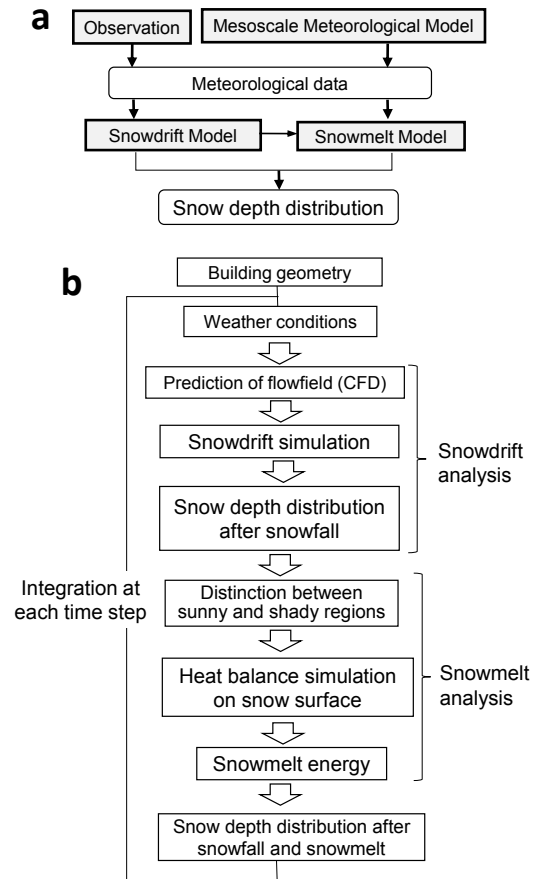 a
Observation
Mesoscale Meteorological Model
Meteorological data
Snowdrift Model
Snowmelt Model
Snow depth distribution
b
Building geometry
Weather conditions
Prediction of flowfield (CFD)
Snowdrift simulation
Snowdrift
analysis
Snow depth distribution
after snowfall
Integration at
each time step
Distinction between
sunny and shady regions
Heat balance simulation
on snow surface
Snowmelt
analysis
Snowmelt energy
Snow depth distribution after
snowfall and snowmelt